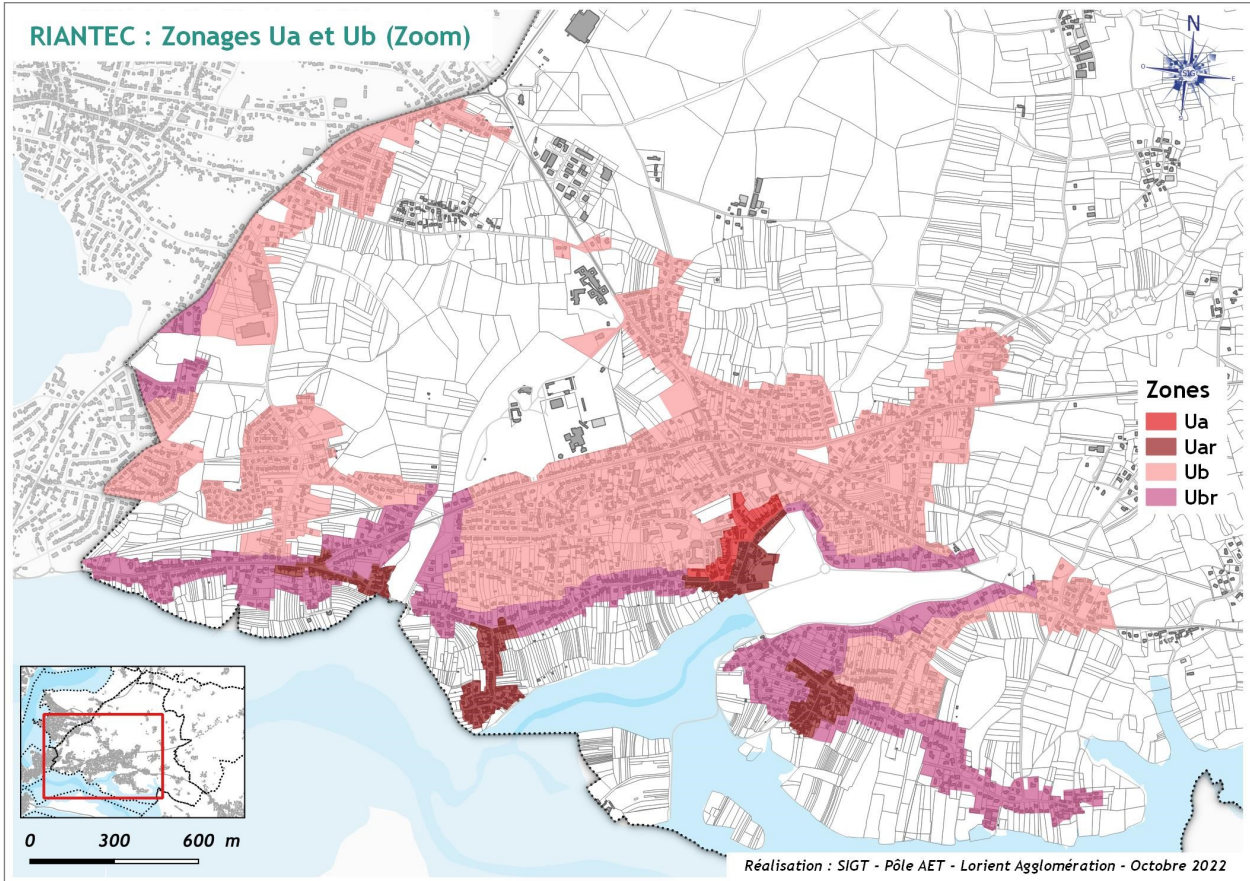 RIANTEC : Zonages Ua et Ub (Zoom)
N
O
SIG
E
S
Zones
Ua
Uar
Ub
Ubr
0 300 600 m
Réalisation : SIGT - Pôle AET - Lorient Agglomération - Octobre 2022